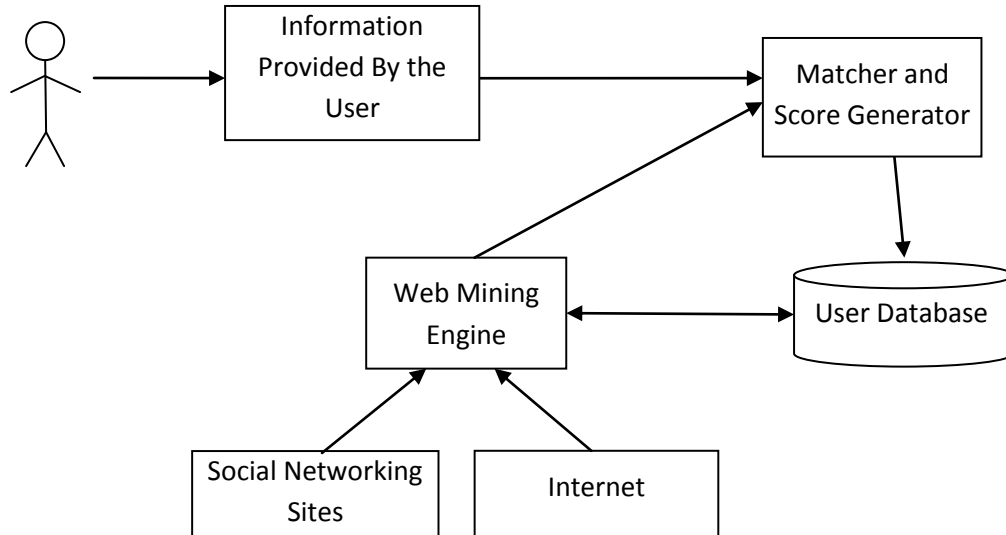 Information
Provided By the
User
Matcher and
Score Generator
Web Mining
Engine
User Database
Social Networking
Sites
Internet